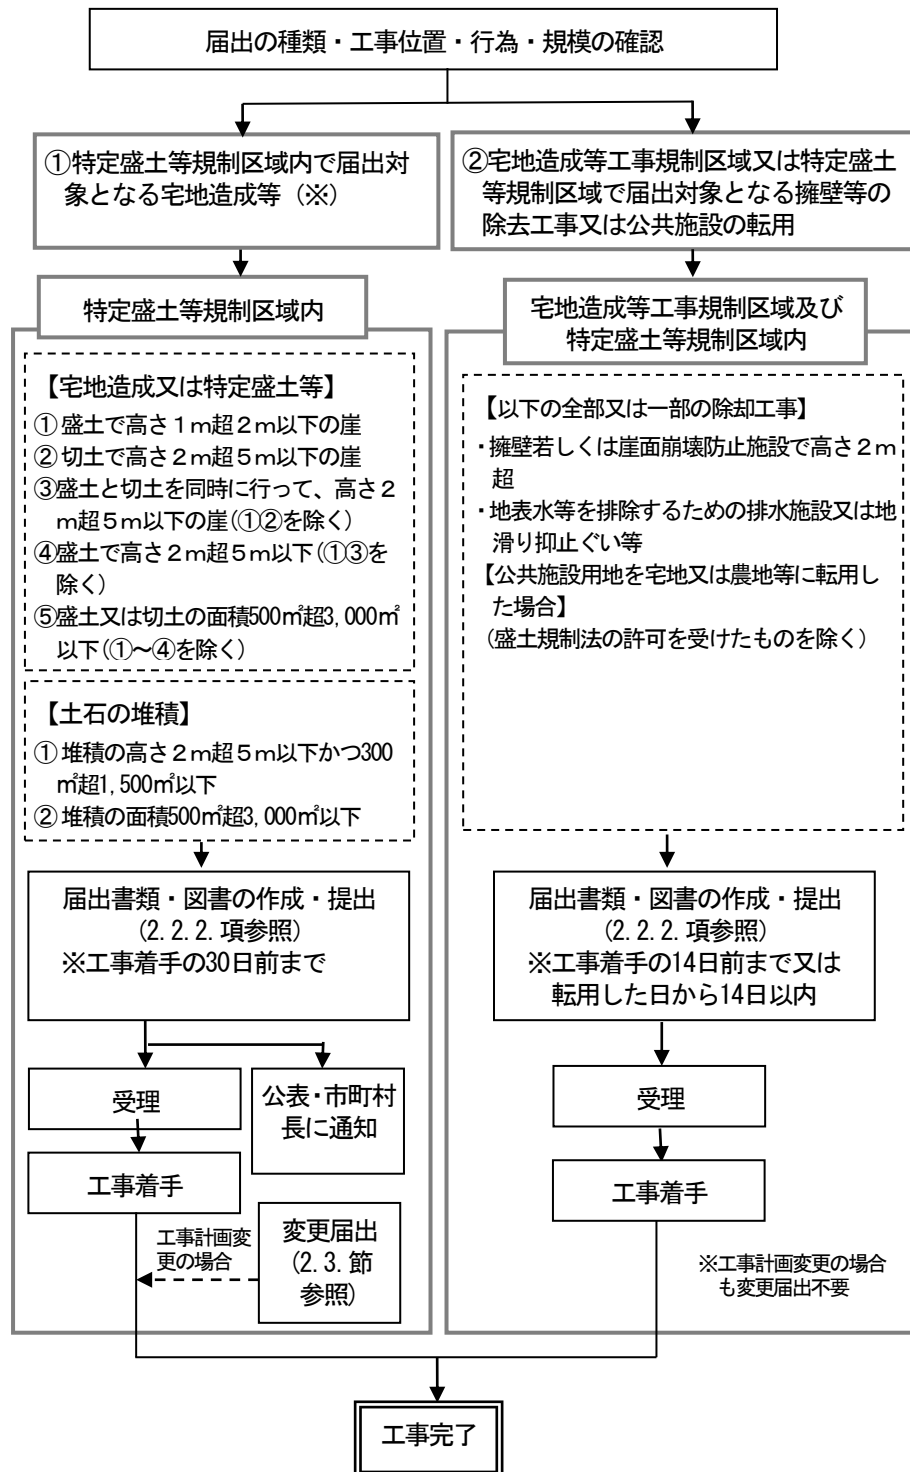 届出の種類・工事位置・行為・規模の確認
①特定盛土等規制区域内で届出対
象となる宅地造成等（※）
②宅地造成等工事規制区域又は特定盛土
等規制区域で届出対象となる擁壁等の
除去工事又は公共施設の転用
特定盛土等規制区域内
【宅地造成又は特定盛土等】
①盛土で高さ１ｍ超２ｍ以下の崖
②切土で高さ２ｍ超５ｍ以下の崖
③盛土と切土を同時に行って、高さ２
ｍ超５ｍ以下の崖(①②を除く)
④盛土で高さ２ｍ超５ｍ以下(①③を
除く)
⑤盛土又は切土の面積500㎡超3,000㎡
以下(①～④を除く)
【土石の堆積】
①堆積の高さ２ｍ超５ｍ以下かつ300
㎡超1,500㎡以下
②堆積の面積500㎡超3,000㎡以下
届出書類・図書の作成・提出
(2.2.2.項参照)
※工事着手の30日前まで
受理
公表・市町村
長に通知
工事着手
工事計画変
更の場合
変更届出
(2.3.節
参照)
宅地造成等工事規制区域及び
特定盛土等規制区域内
【以下の全部又は一部の除却工事】
・擁壁若しくは崖面崩壊防止施設で高さ２ｍ
超
・地表水等を排除するための排水施設又は地
滑り抑止ぐい等
【公共施設用地を宅地又は農地等に転用し
た場合】
(盛土規制法の許可を受けたものを除く)
届出書類・図書の作成・提出
(2.2.2.項参照)
※工事着手の14日前まで又は
転用した日から14日以内
受理
工事着手
※工事計画変更の場合
も変更届出不要
工事完了